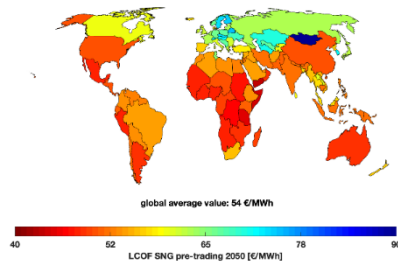 global average value: 54 €/MWh
40 52 65 78 90
LCOF SNG pre-trading 2050 [€/MWh]